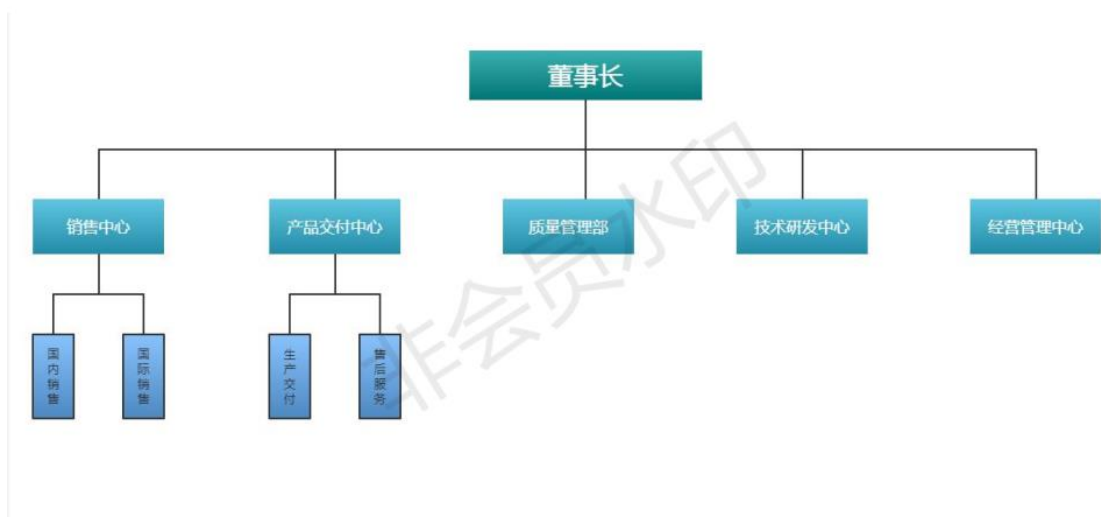 董事长
销售中心
产品交付中心
质量管理部
技术研发中心
经营管理中心
国内销售
国际销售
生产交付
售后服务
非会员水印